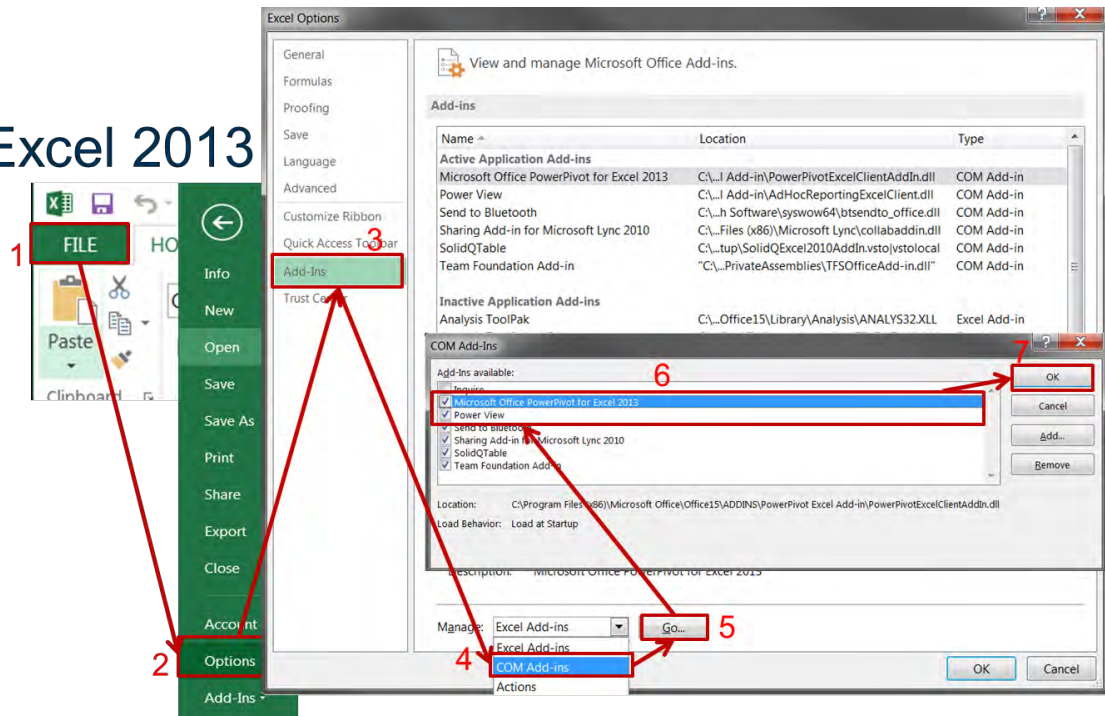 Excel 2013
1
FILE
HO
Paste
Clipboard
Info
New
Open
Save
Save As
Print
Share
Export
Close
Account
2
Options
Add-Ins
Excel Options
General
Formulas
Proofing
Save
Language
Advanced
Customize Ribbon
Quick Access Toolbar
3
Add-Ins
Trust Center
View and manage Microsoft Office Add-ins.
Add-ins
Name Location Type
Active Application Add-ins
Microsoft Office PowerPivot for Excel 2013 C:\...l Add-in\PowerPivotExcelClientAddIn.dll COM Add-in
Power View C:\...l Add-in\AdHocReportingExcelClient.dll COM Add-in
Send to Bluetooth C:\...h Software\syswow64\btsendto_office.dll COM Add-in
Sharing Add-in for Microsoft Lync 2010 C:\...Files (x86)\Microsoft Lync\collabaddin.dll COM Add-in
SolidQTable C:\...tup\SolidQExcel2010AddIn.vsto|vstolocal COM Add-in
Team Foundation Add-in "C:\...PrivateAssemblies\TFSOfficeAdd-in.dll" COM Add-in
Inactive Application Add-ins
Analysis ToolPak C:\...Office15\Library\Analysis\ANALYS32.XLL Excel Add-in
COM Add-Ins
7
Add-Ins available:
6
OK
Inquire
Microsoft Office PowerPivot for Excel 2013
Cancel
Power View
Send to Bluetooth
Sharing Add-in for Microsoft Lync 2010
Add...
SolidQTable
Team Foundation Add-in
Remove
Location: C:\Program Files (x86)\Microsoft Office\Office15\ADDINS\PowerPivot Excel Add-in\PowerPivotExcelClientAddIn.dll
Load Behavior: Load at Startup
Description: Microsoft Office PowerPivot for Excel 2013
Manage: Excel Add-ins
Go...
5
Excel Add-ins
4
COM Add-ins
Actions
OK
Cancel